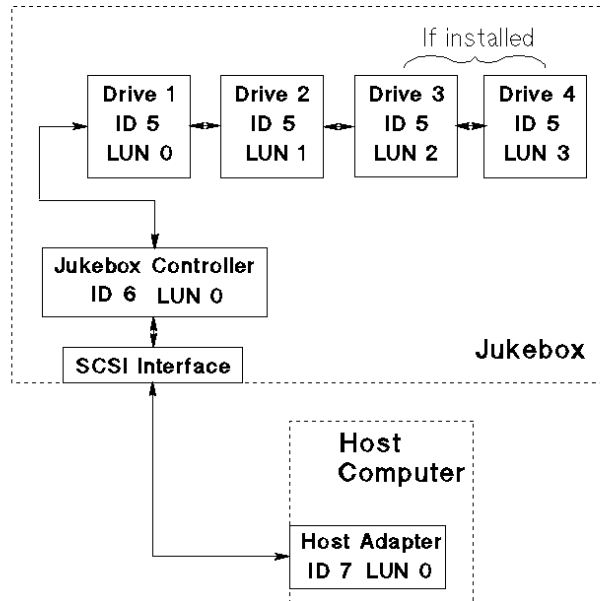 If installed
Drive 1
ID 5
LUN 0
Drive 2
ID 5
LUN 1
Drive 3
ID 5
LUN 2
Drive 4
ID 5
LUN 3
Jukebox Controller
ID 6 LUN 0
SCSI Interface
Jukebox
Host
Computer
Host Adapter
ID 7 LUN 0